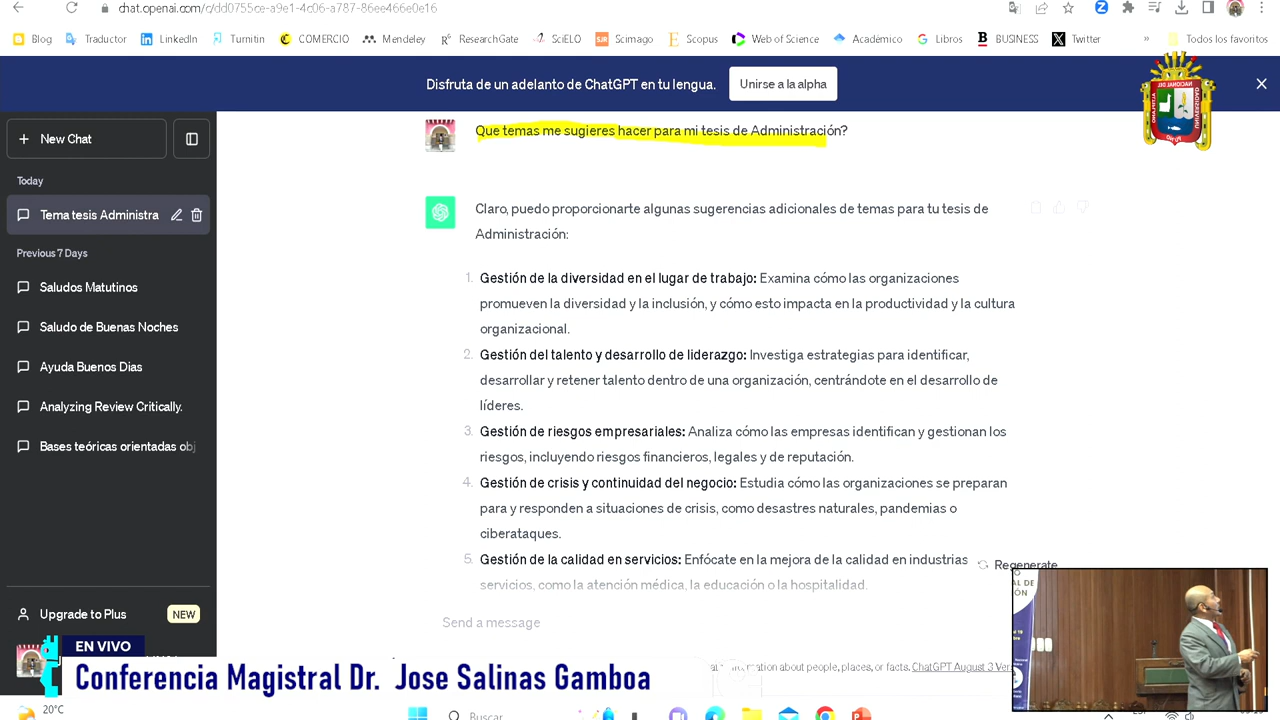 chat.openai.com/c/dd0755ce-a9e1-4c06-a787-86ee466e0e16
Blog
Traductor
LinkedIn
Turnitin
COMERCIO
Mendeley
ResearchGate
SciELO
Scimago
Scopus
Web of Science
Académico
Libros
BUSINESS
Twitter
»
Todos los favoritos
Disfruta de un adelanto de ChatGPT en tu lengua.
Unirse a la alpha
New Chat
Today
Tema tesis Administra
Previous 7 Days
Saludos Matutinos
Saludo de Buenas Noches
Ayuda Buenos Dias
Analyzing Review Critically.
Bases teóricas orientadas obj
Upgrade to Plus
NEW
Que temas me sugieres hacer para mi tesis de Administración?
Claro, puedo proporcionarte algunas sugerencias adicionales de temas para tu tesis de
Administración:
1. Gestión de la diversidad en el lugar de trabajo: Examina cómo las organizaciones
promueven la diversidad y la inclusión, y cómo esto impacta en la productividad y la cultura
organizacional.
2. Gestión del talento y desarrollo de liderazgo: Investiga estrategias para identificar,
desarrollar y retener talento dentro de una organización, centrándote en el desarrollo de
líderes.
3. Gestión de riesgos empresariales: Analiza cómo las empresas identifican y gestionan los
riesgos, incluyendo riesgos financieros, legales y de reputación.
4. Gestión de crisis y continuidad del negocio: Estudia cómo las organizaciones se preparan
para y responden a situaciones de crisis, como desastres naturales, pandemias o
ciberataques.
5. Gestión de la calidad en servicios: Enfócate en la mejora de la calidad en industrias
servicios, como la atención médica, la educación o la hospitalidad.
Regenerate
Send a message
information about people, places, or facts. ChatGPT August 3 Ver
EN VIVO
Conferencia Magistral Dr. Jose Salinas Gamboa
20°C
Buscar